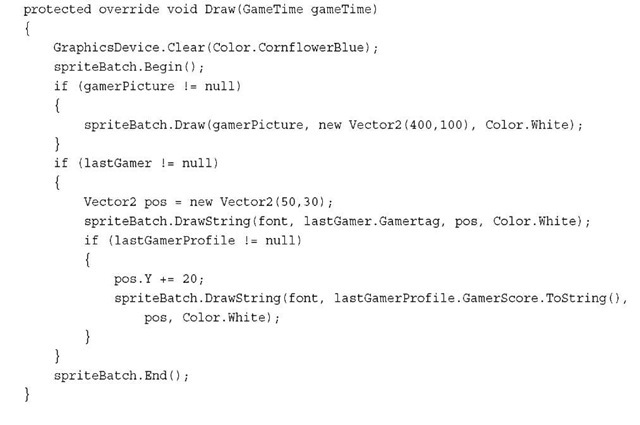 protected override void Draw(GameTime gameTime)
{
GraphicsDevice.Clear(Color.CornflowerBlue);
spriteBatch.Begin();
if (gamerPicture != null)
{
spriteBatch.Draw(gamerPicture, new Vector2(400,100), Color.White);
}
if (lastGamer != null)
{
Vector2 pos = new Vector2(50,30);
spriteBatch.DrawString(font, lastGamer.Gamertag, pos, Color.White);
if (lastGamerProfile != null)
{
pos.Y += 20;
spriteBatch.DrawString(font, lastGamerProfile.GamerScore.ToString(),
pos, Color.White);
}
}
spriteBatch.End();
}